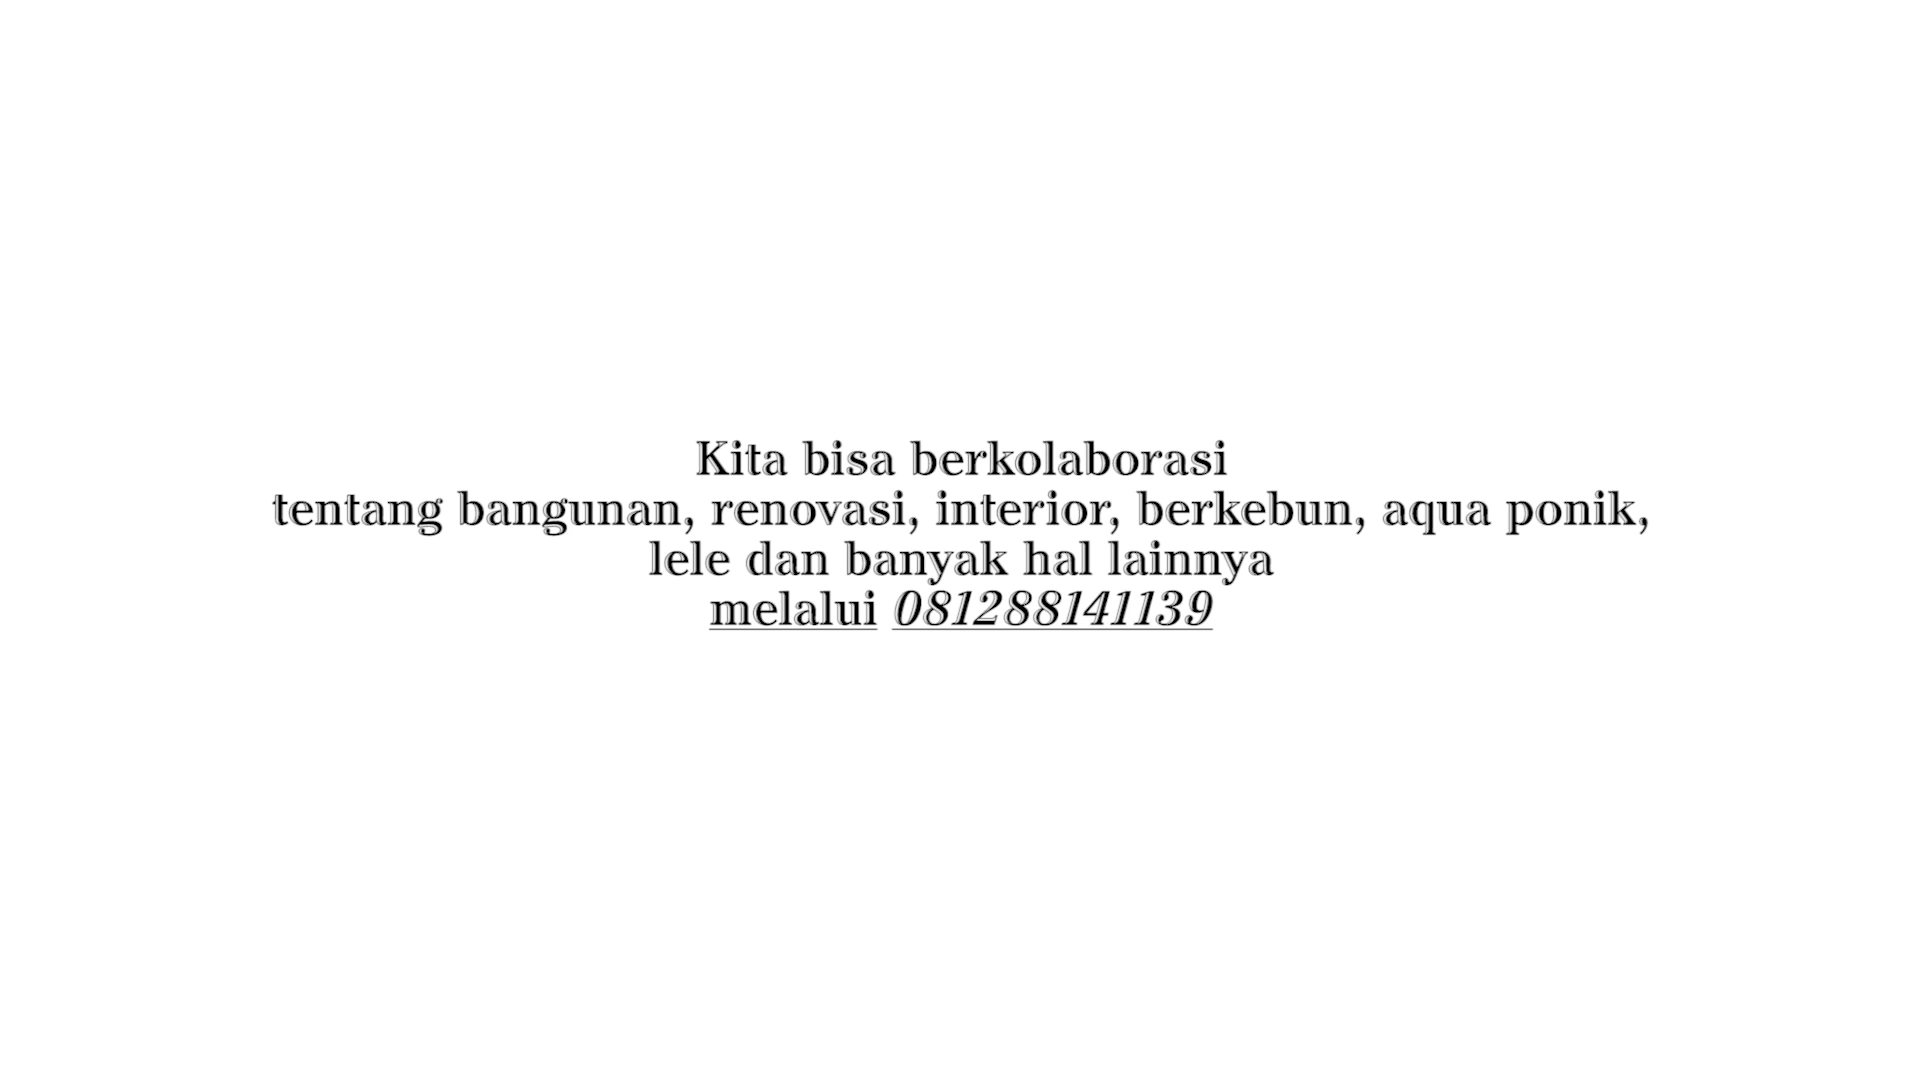 Kita bisa berkolaborasi
tentang bangunan, renovasi, interior, berkebun, aqua ponik,
lele dan banyak hal lainnya
melalui 081288141139